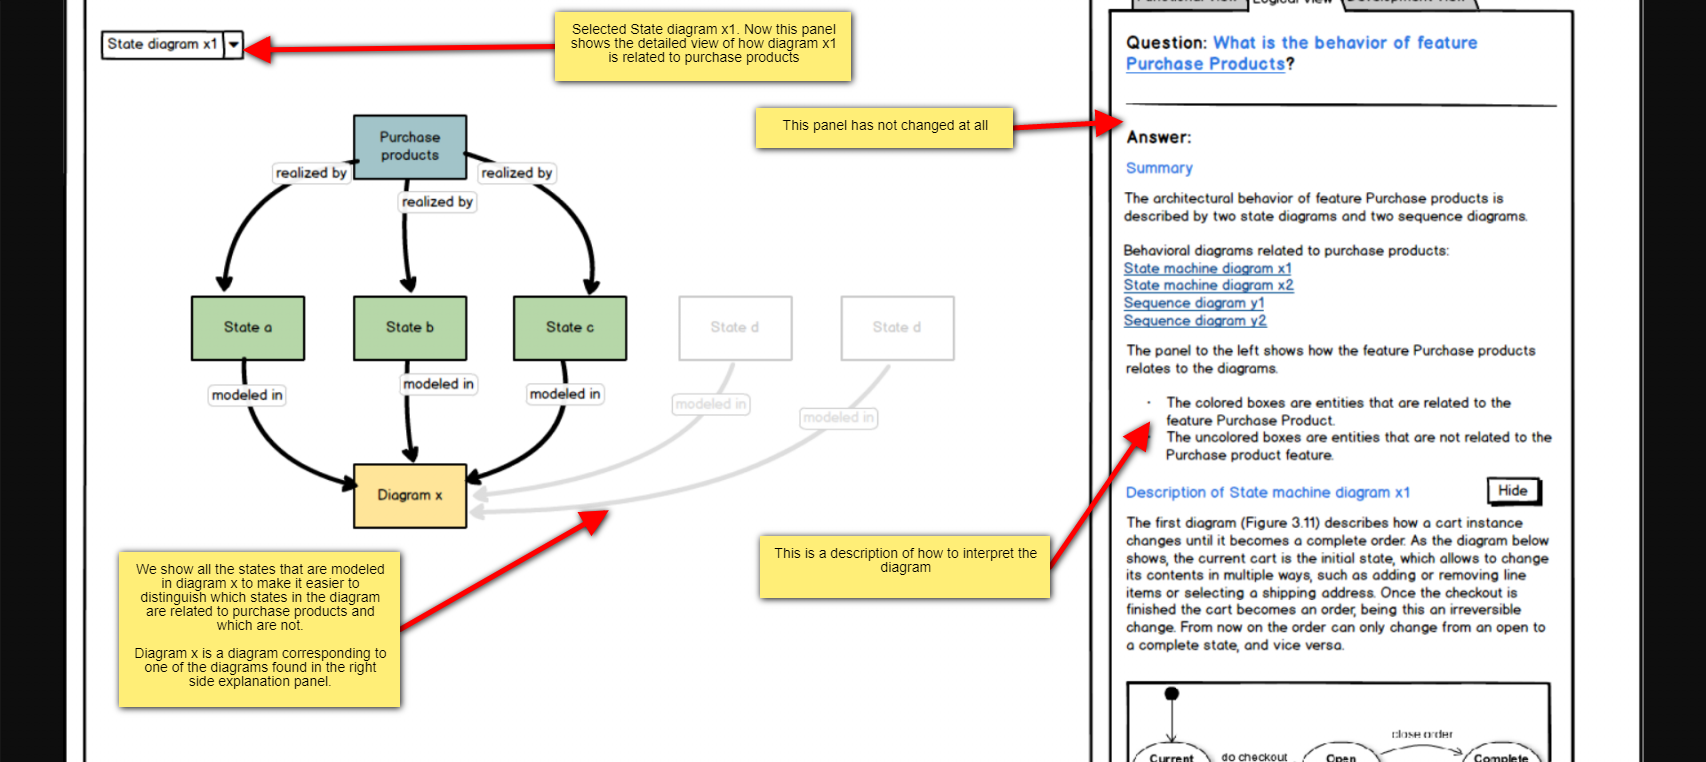 Functional View
Logical View
Development View
State diagram x1
Selected State diagram x1. Now this panel
shows the detailed view of how diagram x1
is related to purchase products
Purchase
products
realized by
realized by
realized by
State a
State b
State c
State d
State d
modeled in
modeled in
modeled in
modeled in
modeled in
Diagram x
We show all the states that are modeled
in diagram x to make it easier to
distinguish which states in the diagram
are related to purchase products and
which are not.
Diagram x is a diagram corresponding to
one of the diagrams found in the right
side explanation panel.
This panel has not changed at all
This is a description of how to interpret the
diagram
Question: What is the behavior of feature
Purchase Products?
Answer:
Summary
The architectural behavior of feature Purchase products is
described by two state diagrams and two sequence diagrams.
Behavioral diagrams related to purchase products:
State machine diagram x1
State machine diagram x2
Sequence diagram y1
Sequence diagram y2
The panel to the left shows how the feature Purchase products
relates to the diagrams.
· The colored boxes are entities that are related to the
feature Purchase Product.
· The uncolored boxes are entities that are not related to the
Purchase product feature.
Description of State machine diagram x1
Hide
The first diagram (Figure 3.11) describes how a cart instance
changes until it becomes a complete order. As the diagram below
shows, the current cart is the initial state, which allows to change
its contents in multiple ways, such as adding or removing line
items or selecting a shipping address. Once the checkout is
finished the cart becomes an order, being this an irreversible
change. From now on the order can only change from an open to
a complete state, and vice versa.
close order
Current
do checkout
Open
Complete